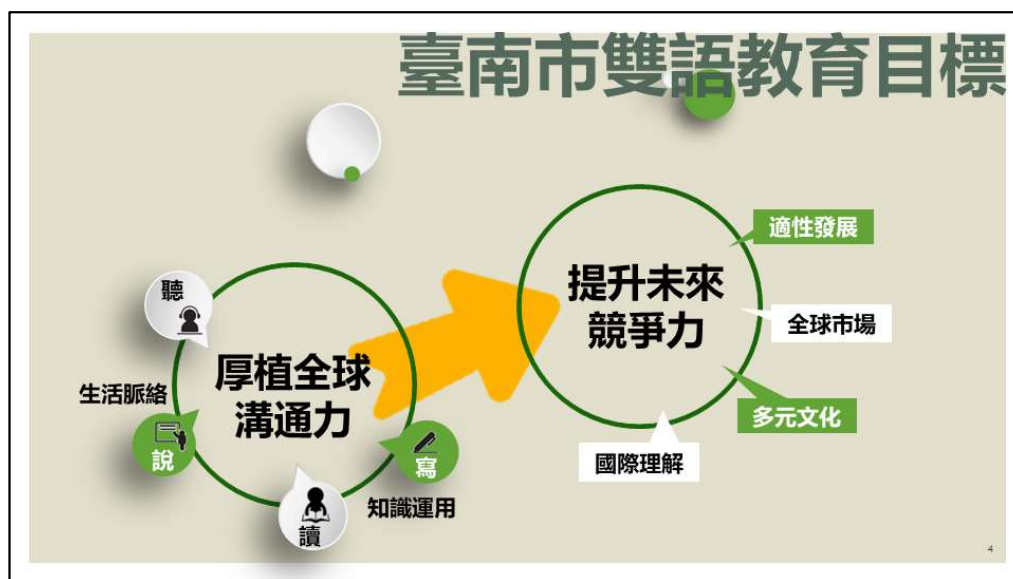 臺南市雙語教育目標
聽
生活脈絡
說
厚植全球
溝通力
讀
寫
知識運用
提升未來
競爭力
適性發展
全球市場
多元文化
國際理解
4